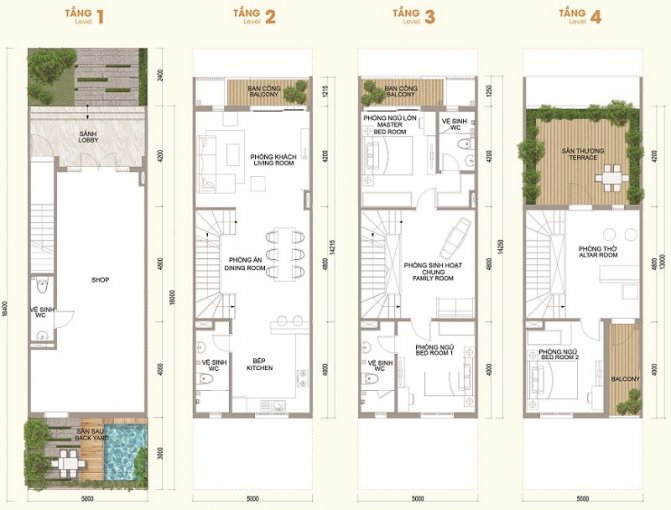 TẦNG 1
Level
TẦNG 2
Level
TẦNG 3
Level
TẦNG 4
Level
2400
SẢNH
LOBBY
4200
SHOP
4800
16000
18400
VỆ SINH
WC
4000
SÂN SAU
BACK YARD
3000
5000
BAN CÔNG
BALCONY
1215
PHÒNG KHÁCH
LIVING ROOM
4200
PHÒNG ĂN
DINING ROOM
4800
14215
VỆ SINH
WC
BẾP
KITCHEN
4000
5000
BAN CÔNG
BALCONY
1250
PHÒNG NGỦ LỚN
MASTER
BED ROOM
VỆ SINH
WC
4200
PHÒNG SINH HOẠT
CHUNG
FAMILY ROOM
4800
14250
VỆ SINH
WC
PHÒNG NGỦ
BED ROOM 1
4000
5000
SÂN THƯỢNG
TERRACE
4200
PHÒNG THỜ
ALTAR ROOM
4800
13000
PHÒNG NGỦ
BED ROOM 2
BALCONY
4000
5000